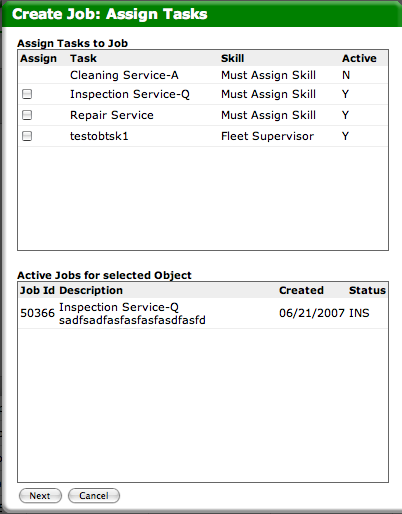 Create Job: Assign Tasks
Assign Tasks to Job
Assign Task Skill Active
Cleaning Service-A Must Assign Skill N
Inspection Service-Q Must Assign Skill Y
Repair Service Must Assign Skill Y
testobtsk1 Fleet Supervisor Y
Active Jobs for selected Object
Job Id Description Created Status
50366 Inspection Service-Q 06/21/2007 INS
sadfsadfasfasfasfasdfasfd
Next Cancel